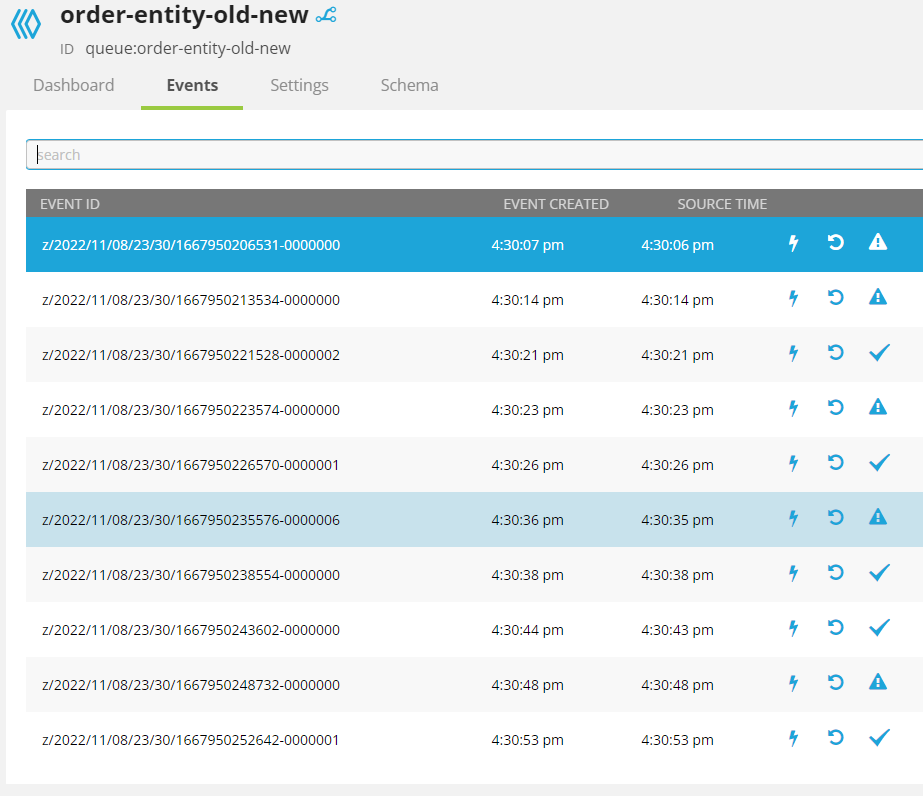 order-entity-old-new
ID queue:order-entity-old-new
Dashboard Events Settings Schema
search
EVENT ID EVENT CREATED SOURCE TIME
z/2022/11/08/23/30/1667950206531-0000000 4:30:07 pm 4:30:06 pm
z/2022/11/08/23/30/1667950213534-0000000 4:30:14 pm 4:30:14 pm
z/2022/11/08/23/30/1667950221528-0000002 4:30:21 pm 4:30:21 pm
z/2022/11/08/23/30/1667950223574-0000000 4:30:23 pm 4:30:23 pm
z/2022/11/08/23/30/1667950226570-0000001 4:30:26 pm 4:30:26 pm
z/2022/11/08/23/30/1667950235576-0000006 4:30:36 pm 4:30:35 pm
z/2022/11/08/23/30/1667950238554-0000000 4:30:38 pm 4:30:38 pm
z/2022/11/08/23/30/1667950243602-0000000 4:30:44 pm 4:30:43 pm
z/2022/11/08/23/30/1667950248732-0000000 4:30:48 pm 4:30:48 pm
z/2022/11/08/23/30/1667950252642-0000001 4:30:53 pm 4:30:53 pm